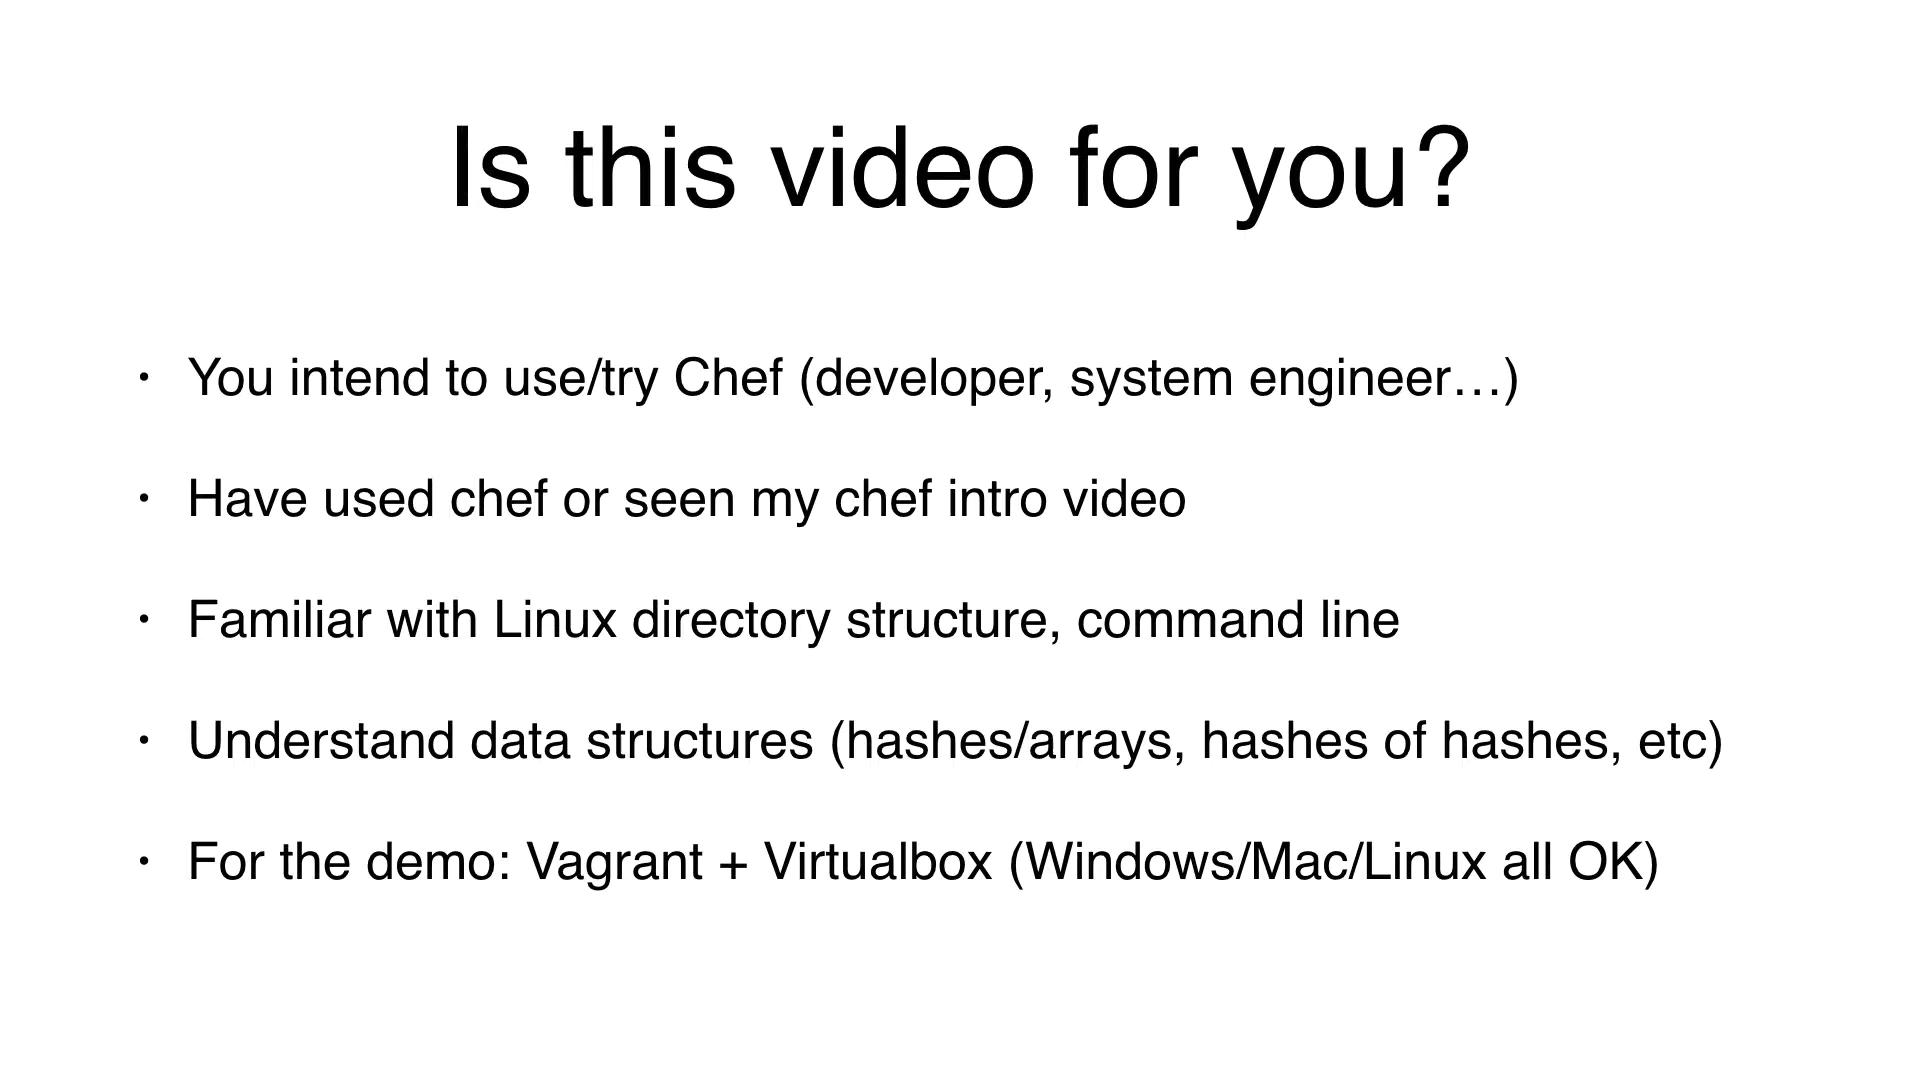 Is this video for you?
• You intend to use/try Chef (developer, system engineer…)
• Have used chef or seen my chef intro video
• Familiar with Linux directory structure, command line
• Understand data structures (hashes/arrays, hashes of hashes, etc)
• For the demo: Vagrant + Virtualbox (Windows/Mac/Linux all OK)